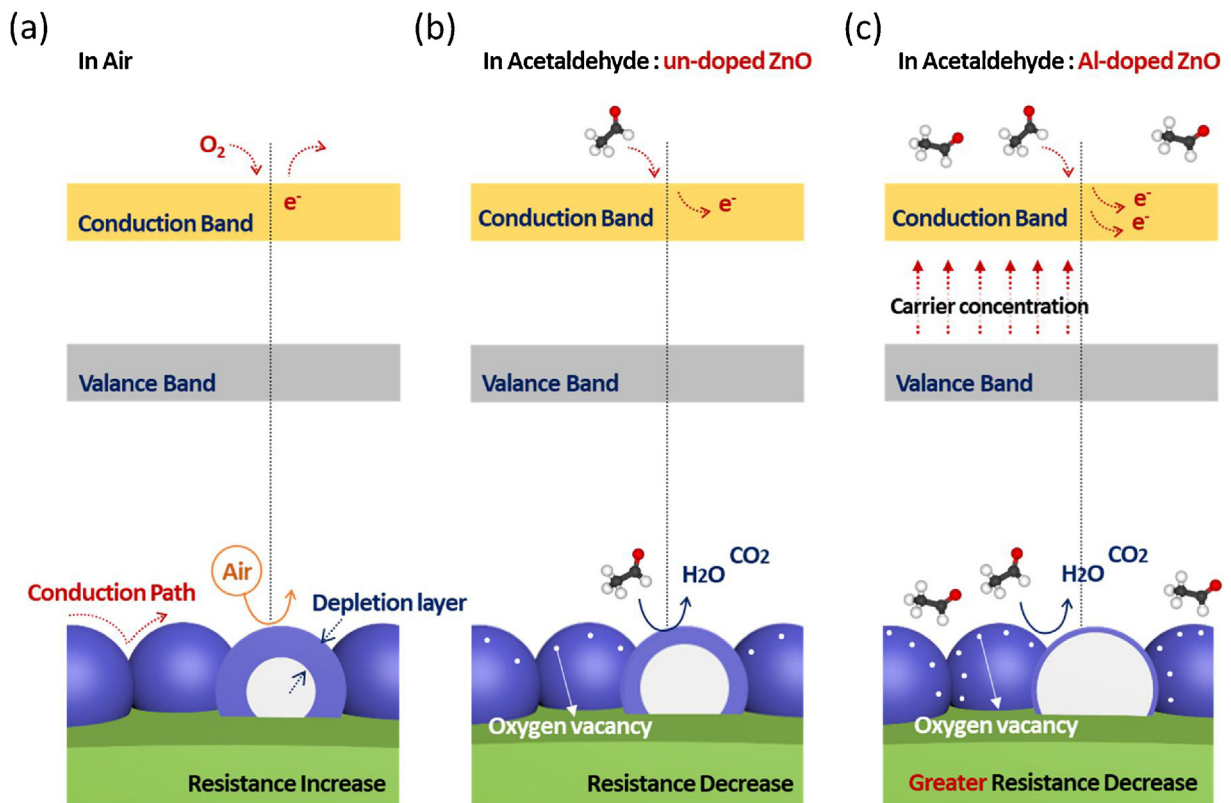 (a)
In Air
O2
e-
Conduction Band
Valance Band
Air
Conduction Path
Depletion layer
Resistance Increase
(b)
In Acetaldehyde : un-doped ZnO
e-
Conduction Band
Valance Band
CO2
H2O
Oxygen vacancy
Resistance Decrease
(c)
In Acetaldehyde : Al-doped ZnO
e-
e-
Conduction Band
Carrier concentration
Valance Band
CO2
H2O
Oxygen vacancy
Greater Resistance Decrease